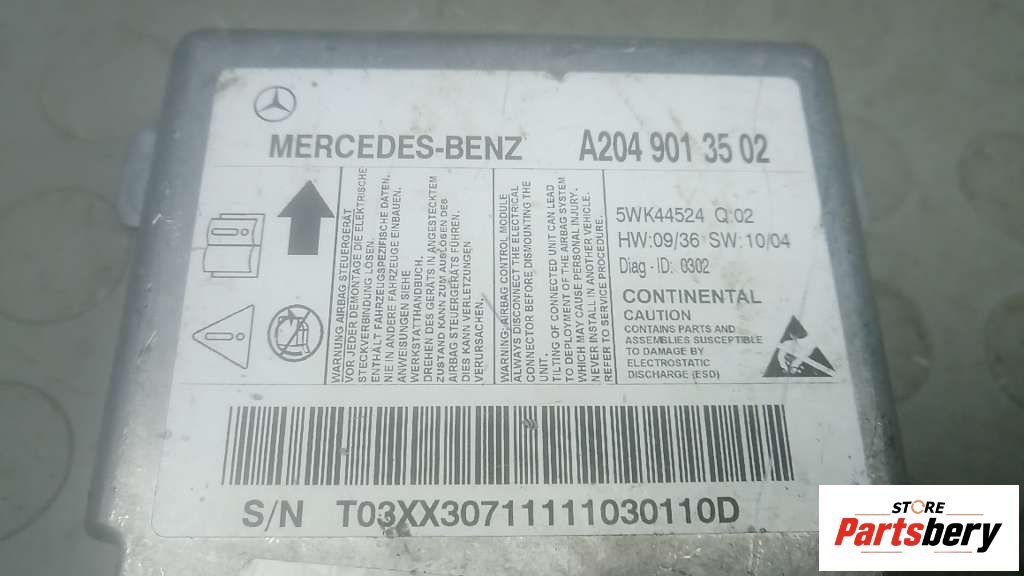 MERCEDES-BENZ A204 901 35 02
WARNUNG AIRBAG STEUERGERÄT
VOR JEDER DEMONTAGE DIE ELEKTRISCHE
STECKVERBINDUNG LÖSEN.
ENTHÄLT FAHRZEUGSPEZIFISCHE DATEN.
NIE IN ANDERE FAHRZEUGE EINBAUEN.
ANWEISUNGEN SIEHE
WERKSTATTHANDBUCH.
DREHEN DES GERÄTS IN ANGESTECKTEM
ZUSTAND KANN ZUM AUSLÖSEN DES
AIRBAG STEUERGERÄTS FÜHREN.
DIES KANN VERLETZUNGEN
VERURSACHEN.
WARNUNG, AIRBAG CONTROL MODULE
ALWAYS DISCONNECT THE ELECTRICAL
CONNECTOR BEFORE DISMOUNTING THE
UNIT.
TILTING OF CONNECTED UNIT CAN LEAD
TO DEPLOYMENT OF THE AIRBAG SYSTEM
WHICH MAY CAUSE PERSONAL INJURY.
NEVER INSTALL IN ANOTHER VEHICLE.
REFER TO SERVICE PROCEDURE.
5WK44524 Q:02
HW:09/36 SW:10/04
Diag-ID: 0302
CONTINENTAL
CAUTION
CONTAINS PARTS AND
ASSEMBLIES SUSCEPTIBLE
TO DAMAGE BY
ELECTROSTATIC
DISCHARGE (ESD)
S/N T03XX30711111030110D
STORE
Partsbery